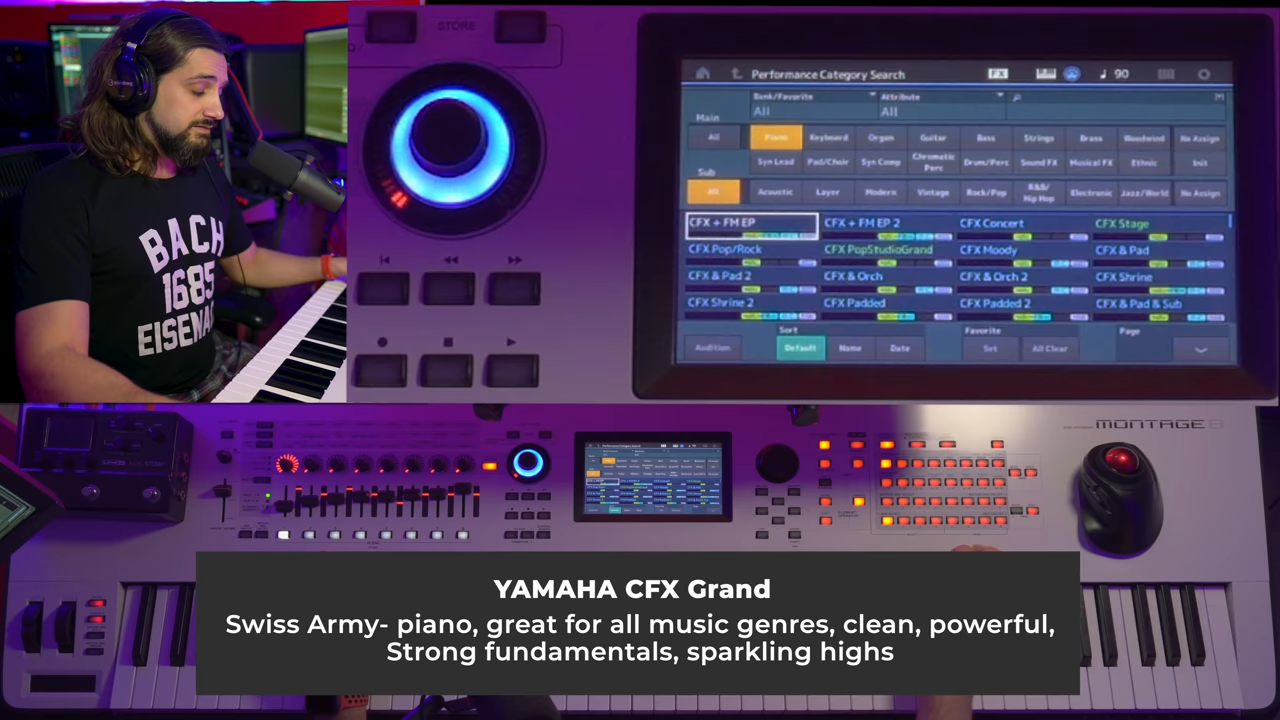 STORE
BACH
1685
EISENA
Performance Category Search
FX
90
Bank/Favorite
Attribute
All
All
Main
All
Piano
Keyboard
Organ
Guitar
Bass
Strings
Brass
Woodwind
No Assign
Syn Lead
Pad/Choir
Syn Comp
Chromatic
Perc
Drum/Perc
Sound FX
Musical FX
Ethnic
Init
Sub
All
Acoustic
Layer
Modern
Vintage
Rock/Pop
R&B/
Hip Hop
Electronic
Jazz/World
No Assign
CFX + FM EP
CFX + FM EP 2
CFX Concert
CFX Stage
CFX Pop/Rock
CFX PopStudioGrand
CFX Moody
CFX & Pad
CFX & Pad 2
CFX & Orch
CFX & Orch 2
CFX Shrine
CFX Shrine 2
CFX Padded
CFX Padded 2
CFX & Pad & Sub
Sort
Favorite
Page
Audition
Default
Name
Date
Set
All Clear
MONTAGE
YAMAHA CFX Grand
Swiss Army- piano, great for all music genres, clean, powerful,
Strong fundamentals, sparkling highs